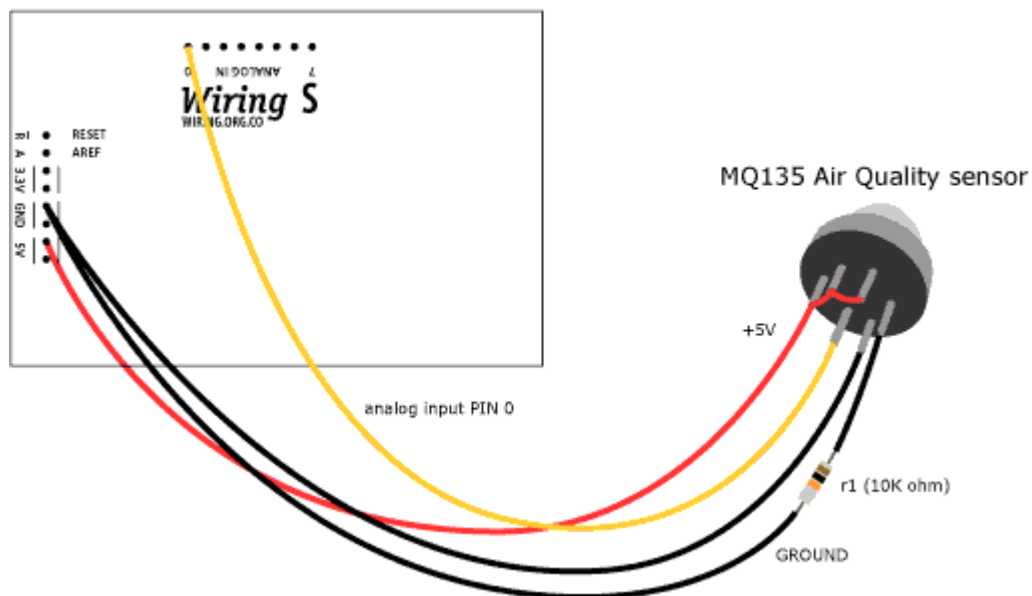 0 ANALOG IN 7
Wiring S
WIRING.ORG.CO
R RESET
A AREF
3.3V
GND
5V
MQ135 Air Quality sensor
+5V
analog input PIN 0
r1 (10K ohm)
GROUND